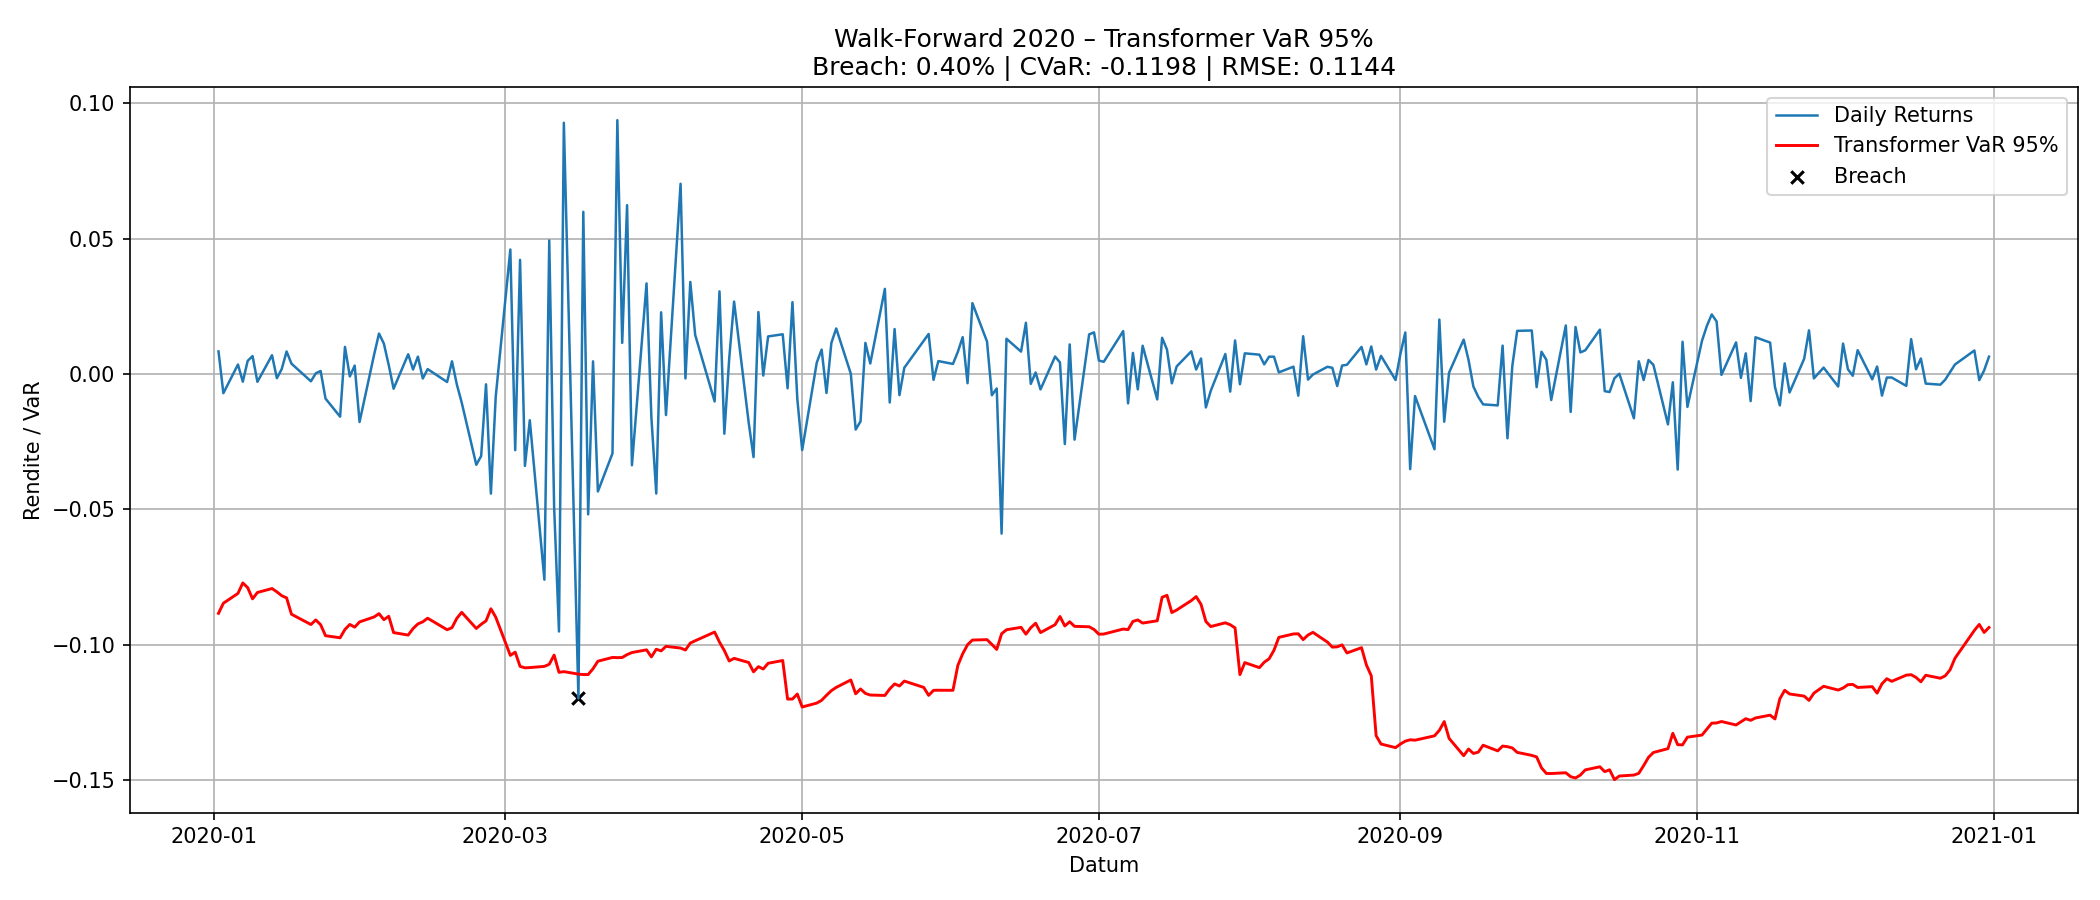 Walk-Forward 2020 – Transformer VaR 95%
Breach: 0.40% | CVaR: -0.1198 | RMSE: 0.1144
Daily Returns
Transformer VaR 95%
Breach
Rendite / VaR
0.10
0.05
0.00
−0.05
−0.10
−0.15
2020-01
2020-03
2020-05
2020-07
2020-09
2020-11
2021-01
Datum